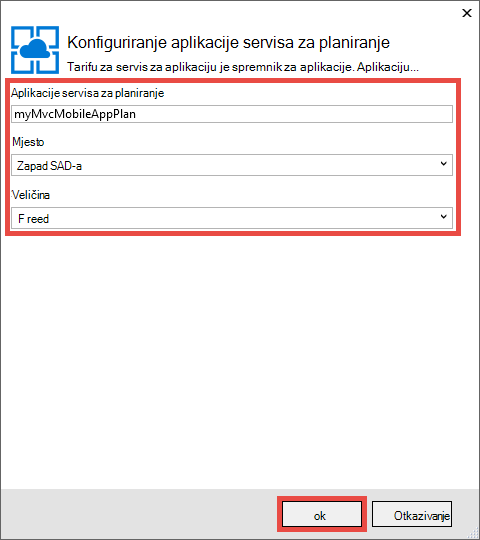 Konfiguriranje aplikacije servisa za planiranje
Tarifu za servis za aplikaciju je spremnik za aplikacije. Aplikaciju...
Aplikacije servisa za planiranje
myMvcMobileAppPlan
Mjesto
Zapad SAD-a
Veličina
F reed
ok
Otkazivanje